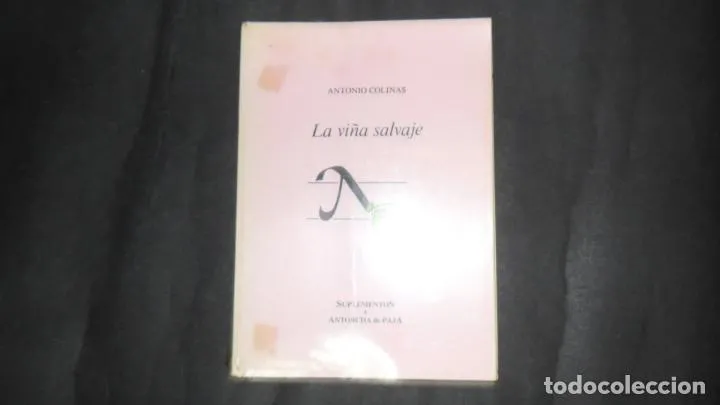 ANTONIO COLINAS
La viña salvaje
SUPLEMENTOS
ANTORCHA de PAJA
todocoleccion